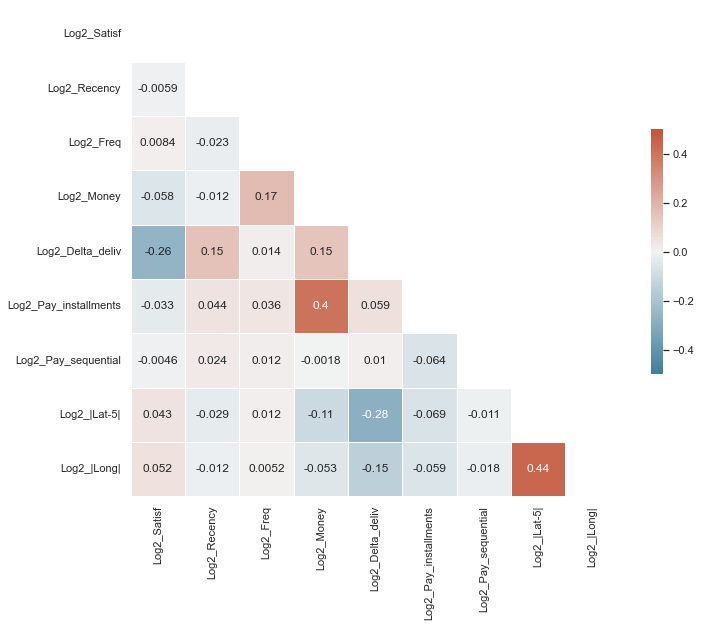 Log2_Satisf
Log2_Recency -0.0059
Log2_Freq 0.0084 -0.023
Log2_Money -0.058 -0.012 0.17
Log2_Delta_deliv -0.26 0.15 0.014 0.15
Log2_Pay_installments -0.033 0.044 0.036 0.4 0.059
Log2_Pay_sequential -0.0046 0.024 0.012 -0.0018 0.01 -0.064
Log2_|Lat-5| 0.043 -0.029 0.012 -0.11 -0.28 -0.069 -0.011
Log2_|Long| 0.052 -0.012 0.0052 -0.053 -0.15 -0.059 -0.018 0.44
Log2_Satisf
Log2_Recency
Log2_Freq
Log2_Money
Log2_Delta_deliv
Log2_Pay_installments
Log2_Pay_sequential
Log2_|Lat-5|
Log2_|Long|
0.4
0.2
0.0
−0.2
−0.4